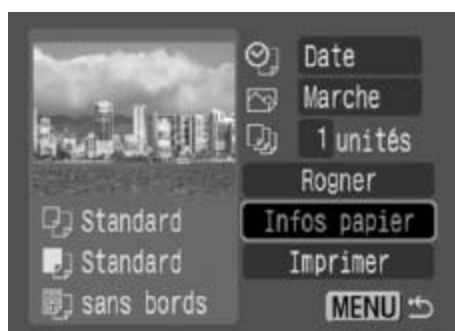 Date
Marche
1 unités
Rogner
Infos papier
Imprimer
Standard
Standard
sans bords
MENU